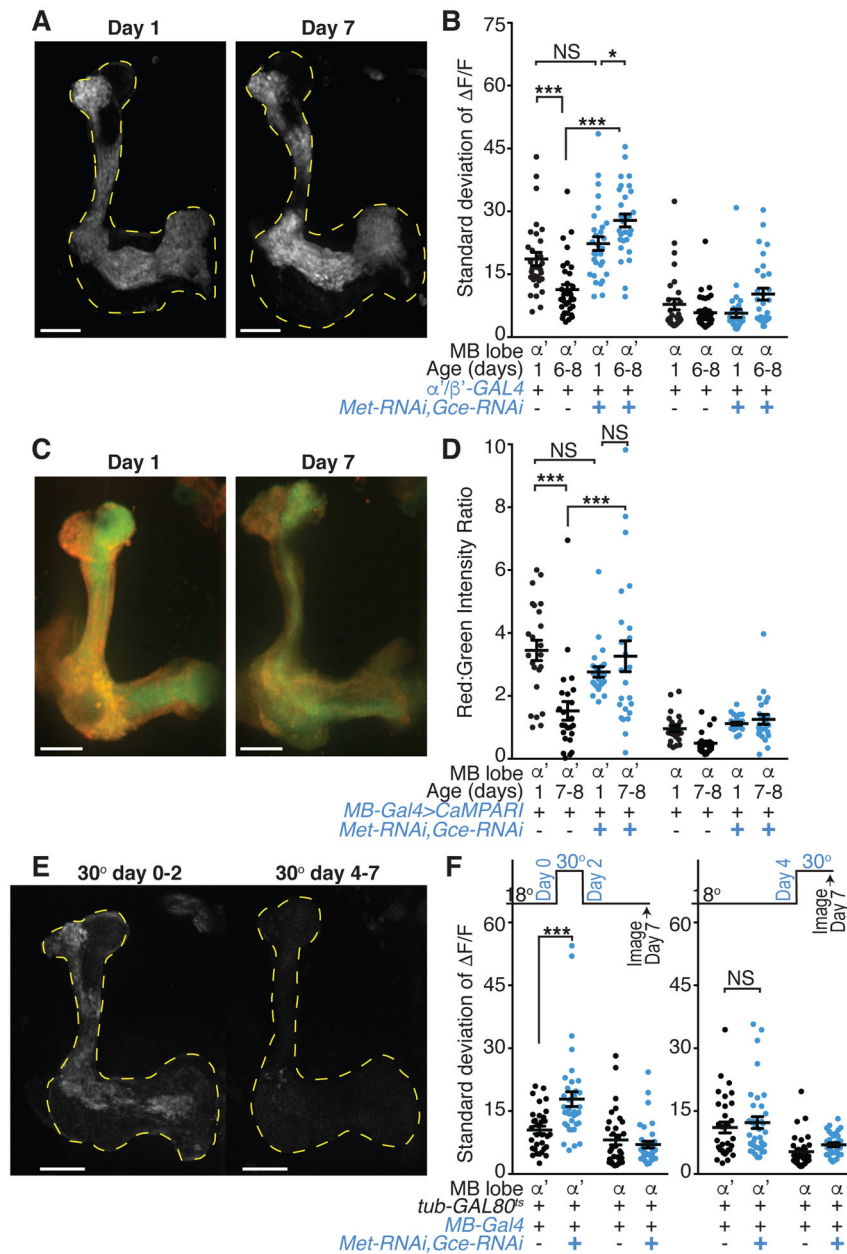 A
Day 1
Day 7
B
Standard deviation of ΔF/F
75
60
45
30
15
0
NS
*
***
***
MB lobe α' α' α' α' α α α α
Age (days) 1 6-8 1 6-8 1 6-8 1 6-8
α'/β'-GAL4 + + + + + + + +
Met-RNAi,Gce-RNAi - - + + - - + +
C
Day 1
Day 7
D
Red:Green Intensity Ratio
10
8
6
4
2
0
NS
NS
***
***
MB lobe α' α' α' α' α α α α
Age (days) 1 7-8 1 7-8 1 7-8 1 7-8
MB-Gal4>CaMPARI + + + + + + + +
Met-RNAi,Gce-RNAi - - + + - - + +
E
30° day 0-2
30° day 4-7
F
18°
Day 0
30°
Day 2
Image
Day 7
8°
Day 4
30°
Image
Day 7
Standard deviation of ΔF/F
60
45
30
15
0
***
60
45
30
15
0
NS
MB lobe α' α' α α α' α' α α
tub-GAL80ts + + + + + + + +
MB-Gal4 + + + + + + + +
Met-RNAi,Gce-RNAi - + - + - + - +